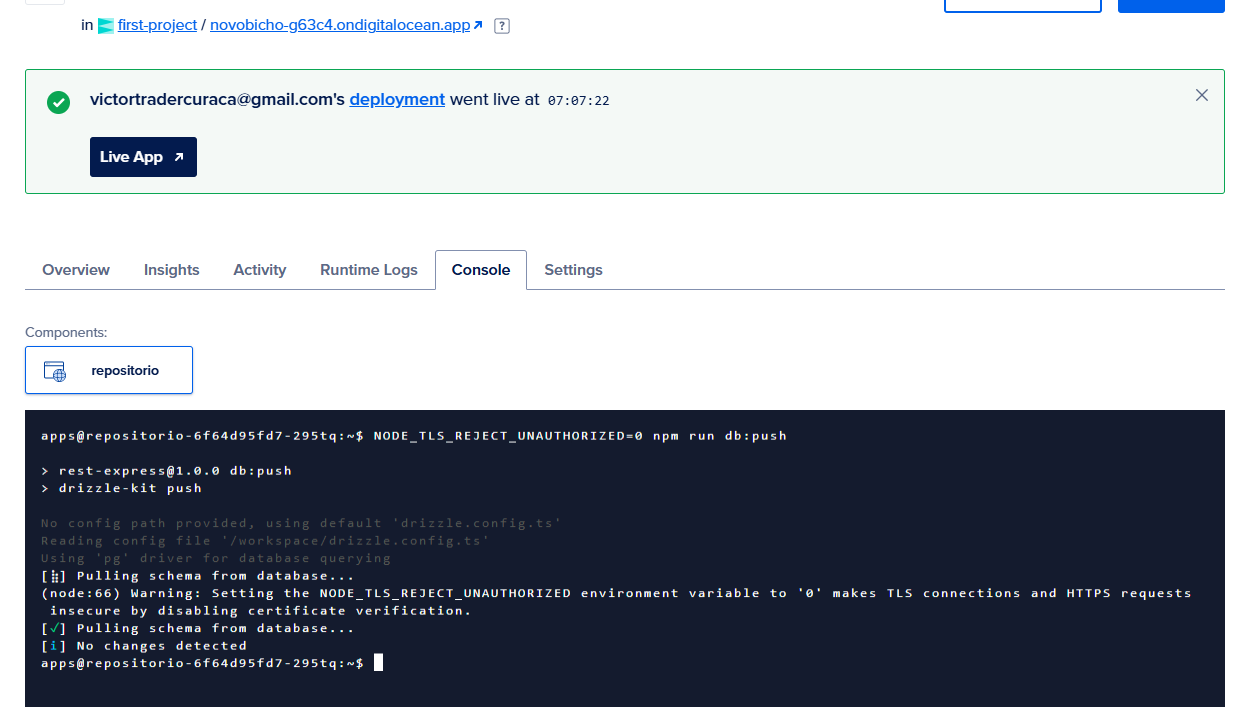 in first-project / novobicho-g63c4.ondigitalocean.app ?
victortradercuraca@gmail.com's deployment went live at 07:07:22
Live App
Overview Insights Activity Runtime Logs Console Settings
Components:
repositorio
apps@repositorio-6f64d95fd7-295tq:~$ NODE_TLS_REJECT_UNAUTHORIZED=0 npm run db:push
> rest-express@1.0.0 db:push
> drizzle-kit push
No config path provided, using default 'drizzle.config.ts'
Reading config file '/workspace/drizzle.config.ts'
Using 'pg' driver for database querying
[⣷] Pulling schema from database...
(node:66) Warning: Setting the NODE_TLS_REJECT_UNAUTHORIZED environment variable to '0' makes TLS connections and HTTPS requests
insecure by disabling certificate verification.
[✓] Pulling schema from database...
[i] No changes detected
apps@repositorio-6f64d95fd7-295tq:~$